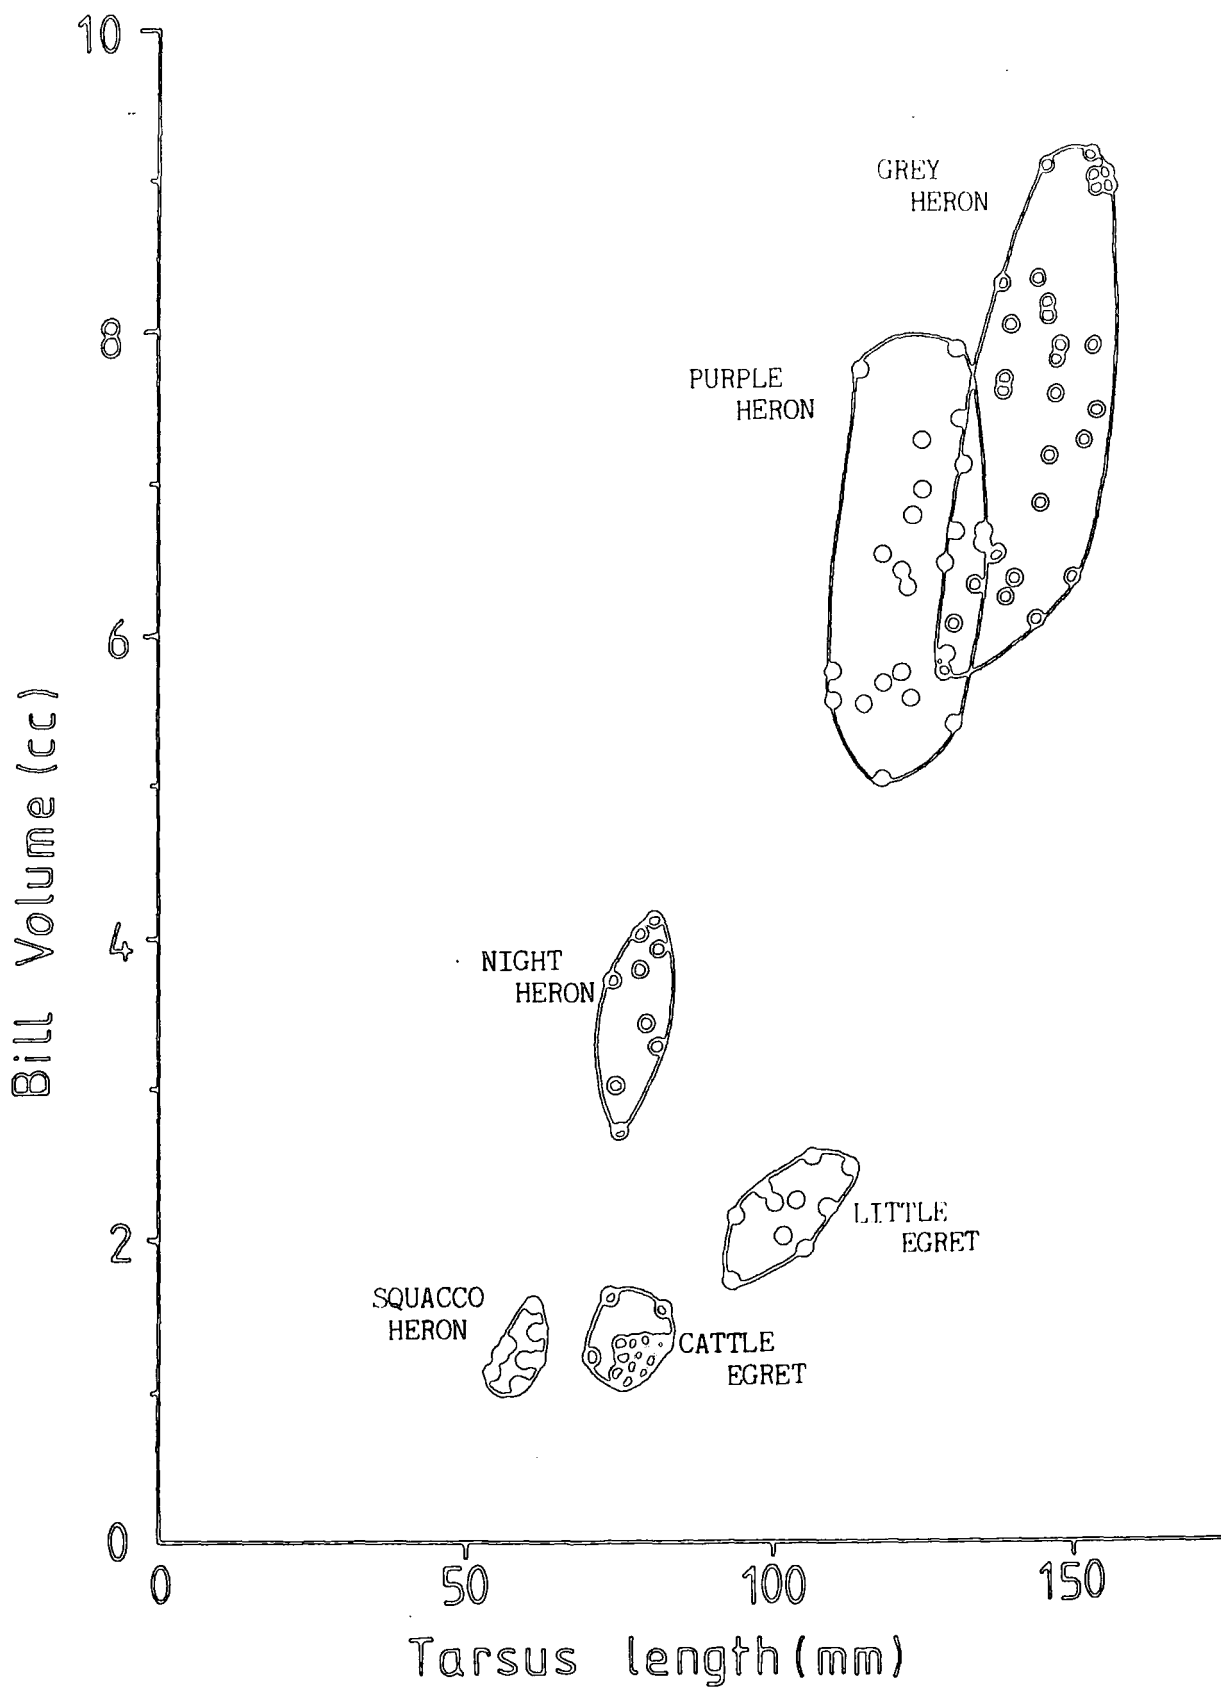 10
GREY
HERON
8
PURPLE
HERON
6
Bill Volume (cc)
4
NIGHT
HERON
2
LITTLE
EGRET
SQUACCO
HERON
CATTLE
EGRET
0
0 50 100 150
Tarsus length (mm)